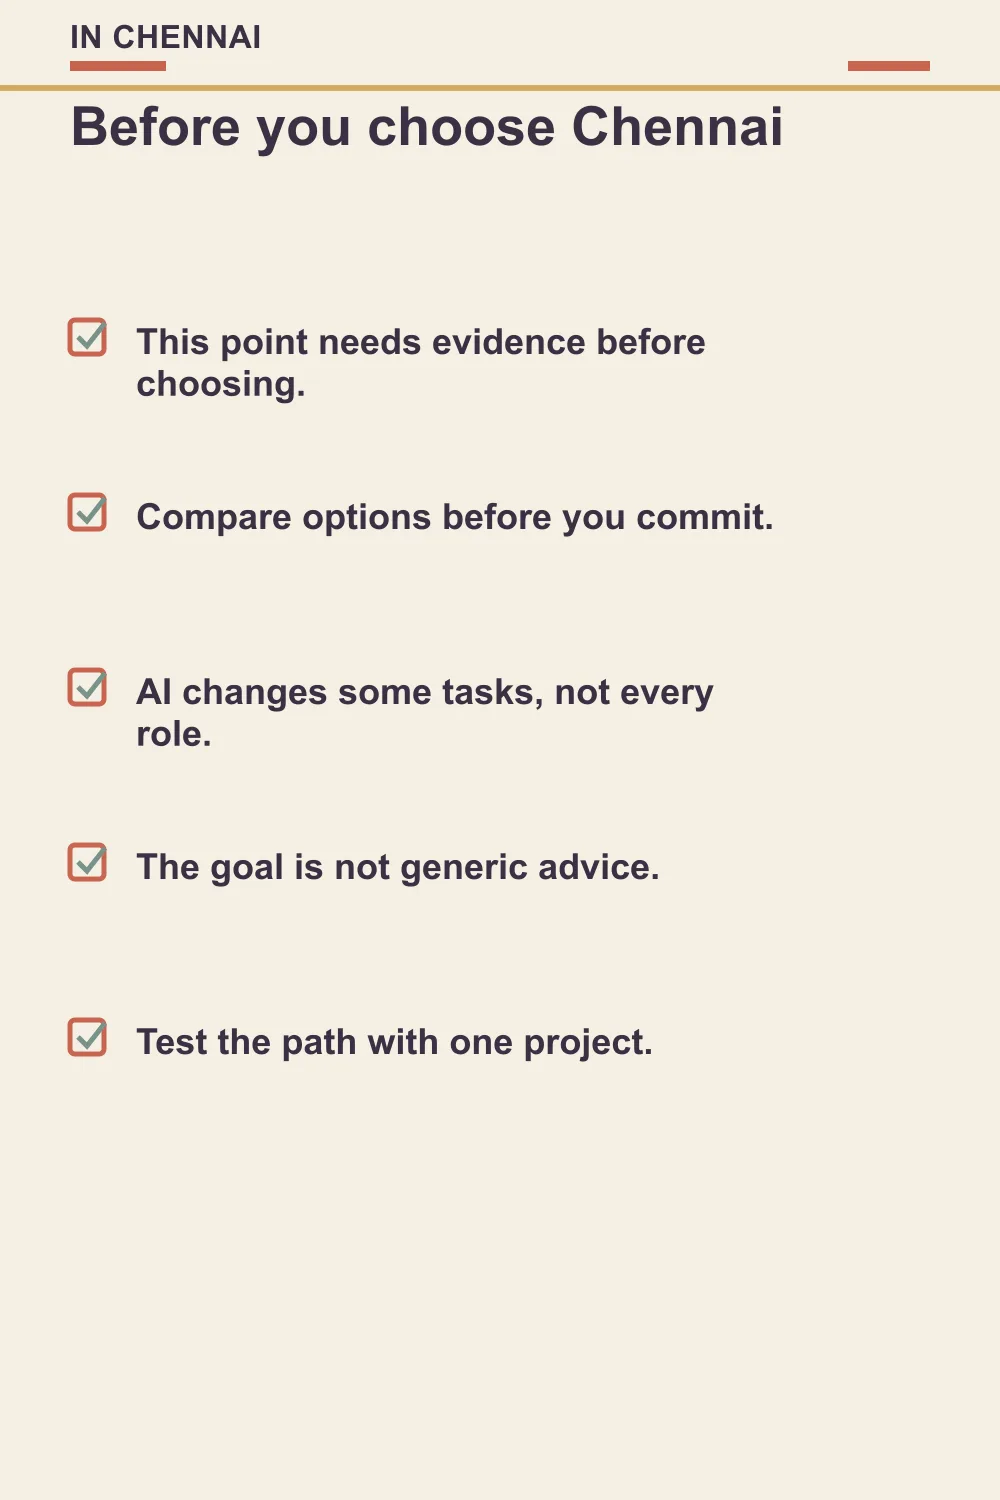 IN CHENNAI
Before you choose Chennai
This point needs evidence before
choosing.
Compare options before you commit.
AI changes some tasks, not every
role.
The goal is not generic advice.
Test the path with one project.